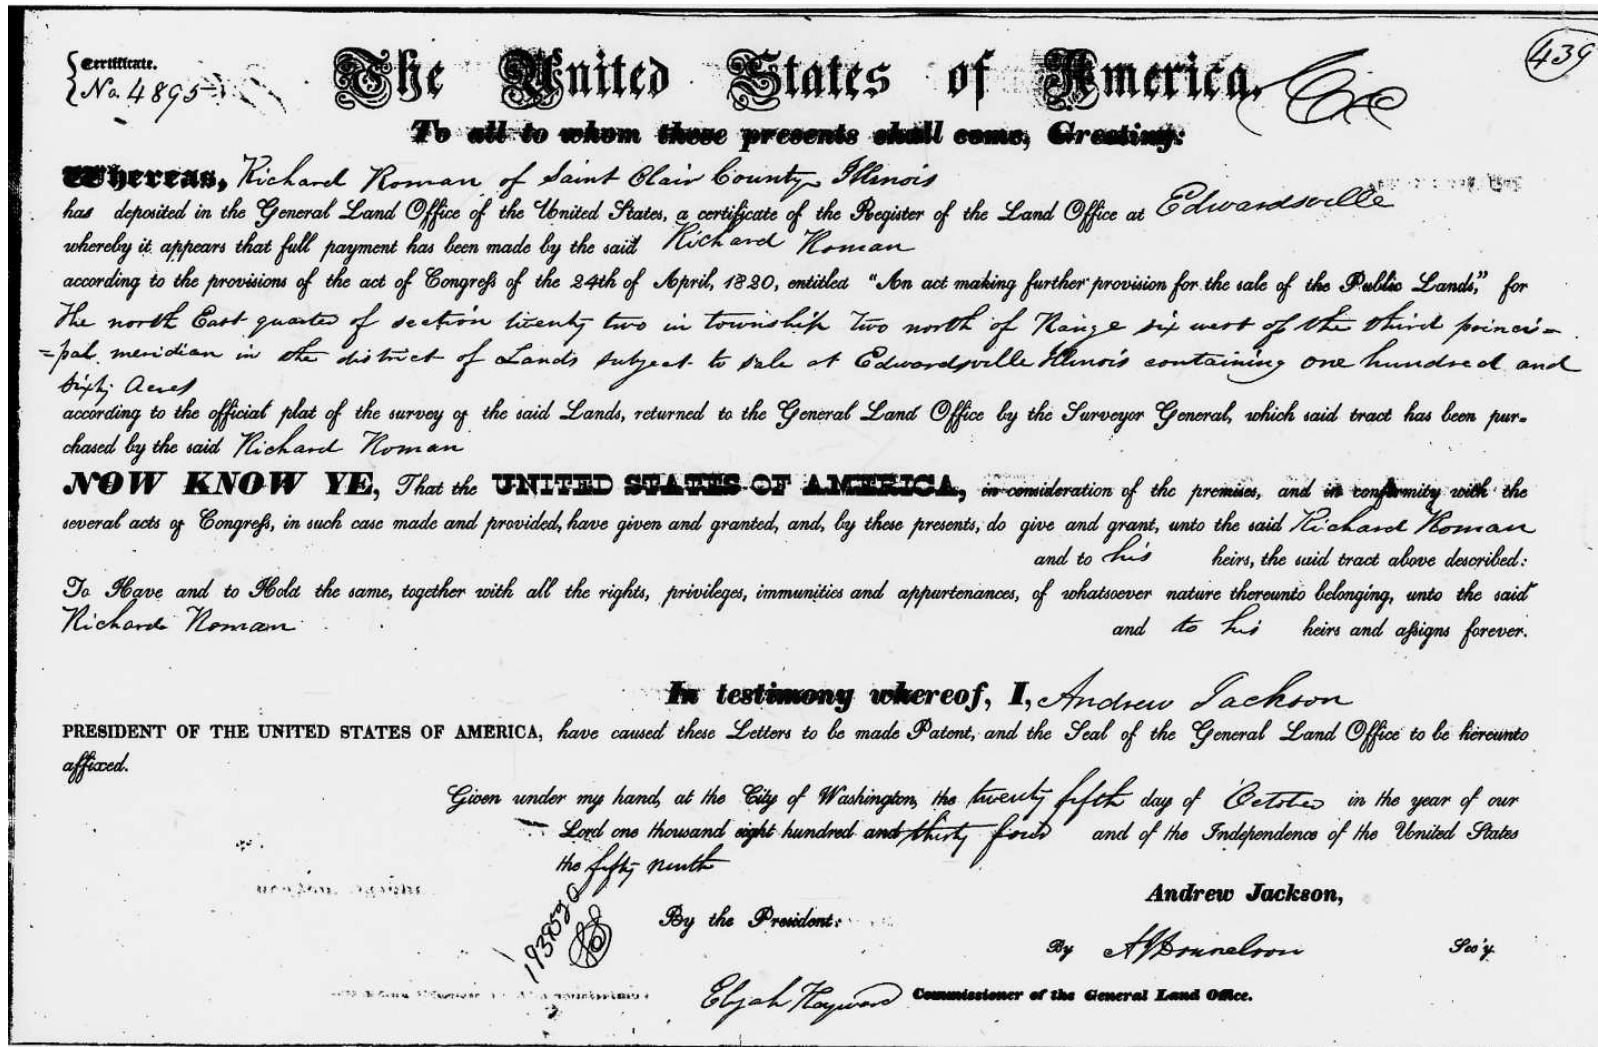 439
Certificate.
No. 4895
The United States of America,
To all to whom these presents shall come, Greeting:
Whereas, Richard Roman of Saint Clair County Illinois
has deposited in the General Land Office of the United States, a certificate of the Register of the Land Office at Edwardsville
whereby it appears that full payment has been made by the said Richard Roman
according to the provisions of the act of Congress of the 24th of April, 1820, entitled "An act making further provision for the sale of the Public Lands," for
The north East quarter of section twenty two in township two north of Range six west of the third princi=
=pal meridian in the district of Lands subject to sale at Edwardsville Illinois containing one hundred and
sixty Acres
according to the official plat of the survey of the said Lands, returned to the General Land Office by the Surveyor General, which said tract has been pur-
chased by the said Richard Roman
NOW KNOW YE, That the UNITED STATES OF AMERICA, in consideration of the premises, and in conformity with the
several acts of Congress, in such case made and provided, have given and granted, and, by these presents, do give and grant, unto the said Richard Roman
and to his heirs, the said tract above described:
To Have and to Hold the same, together with all the rights, privileges, immunities and appurtenances, of whatsoever nature thereunto belonging, unto the said
Richard Roman and to his heirs and assigns forever.
In testimony whereof, I, Andrew Jackson
PRESIDENT OF THE UNITED STATES OF AMERICA, have caused these Letters to be made Patent, and the Seal of the General Land Office to be hereunto
affixed.
Given under my hand, at the City of Washington, the twenty fifth day of October in the year of our
Lord one thousand eight hundred and thirty four and of the Independence of the United States
the fifty ninth
Andrew Jackson,
By the President:
By AJ Donnelson Sec'y.
Elijah Hayward Commissioner of the General Land Office.